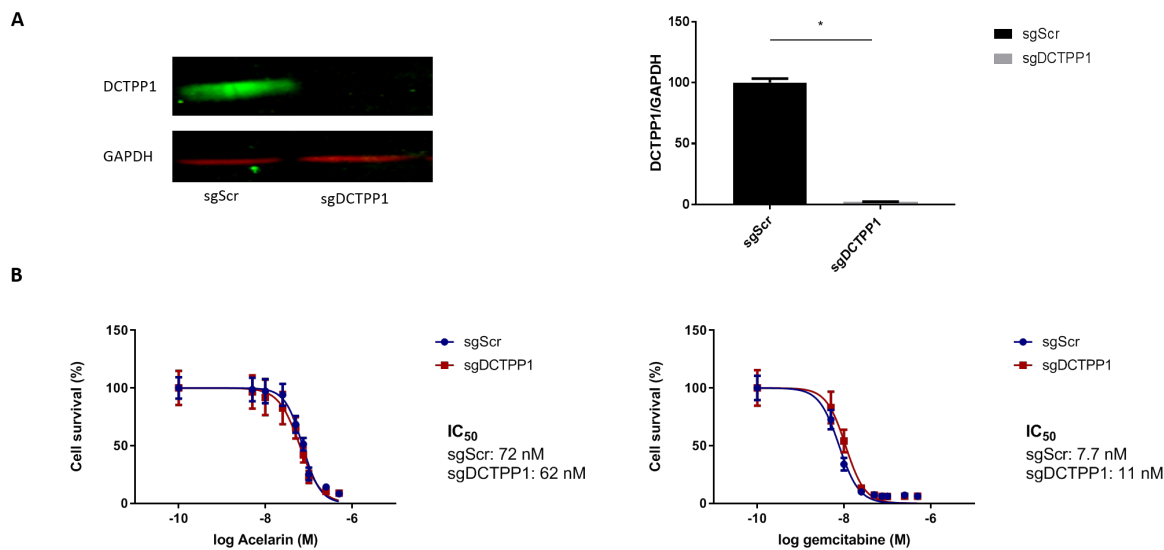 A
DCTPP1
GAPDH
sgScr
sgDCTPP1
DCTPP1/GAPDH
150
100
50
0
*
sgScr
sgDCTPP1
sgScr
sgDCTPP1
B
Cell survival (%)
150
100
50
0
-10
-8
-6
log Acelarin (M)
sgScr
sgDCTPP1
IC50
sgScr: 72 nM
sgDCTPP1: 62 nM
Cell survival (%)
150
100
50
0
-10
-8
-6
log gemcitabine (M)
sgScr
sgDCTPP1
IC50
sgScr: 7.7 nM
sgDCTPP1: 11 nM